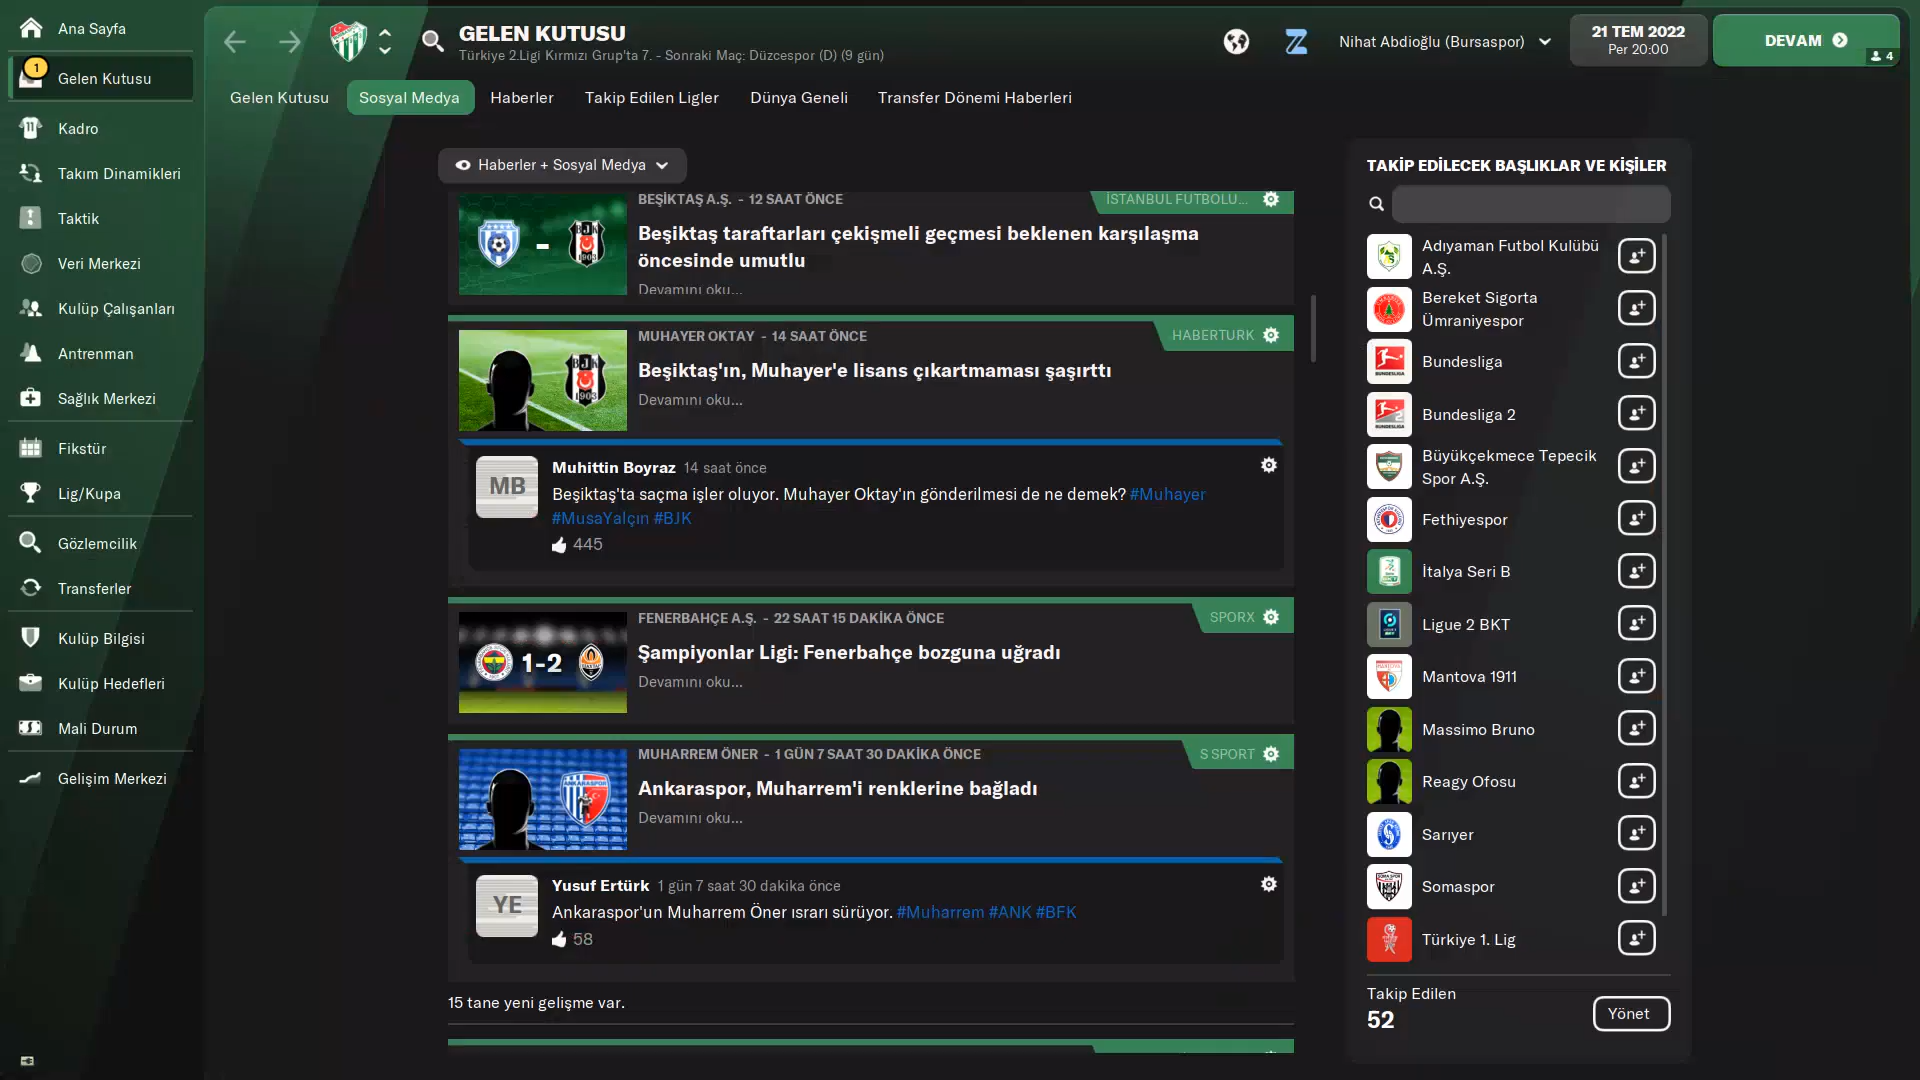 Ana Sayfa
1
Gelen Kutusu
Kadro
Takım Dinamikleri
Taktik
Veri Merkezi
Kulüp Çalışanları
Antrenman
Sağlık Merkezi
Fikstür
Lig/Kupa
Gözlemcilik
Transferler
Kulüp Bilgisi
Kulüp Hedefleri
Mali Durum
Gelişim Merkezi
GELEN KUTUSU
Türkiye 2.Ligi Kırmızı Grup'ta 7. - Sonraki Maç: Düzcespor (D) (9 gün)
Nihat Abdioğlu (Bursaspor)
21 TEM 2022
Per 20:00
DEVAM
4
Gelen Kutusu
Sosyal Medya
Haberler
Takip Edilen Ligler
Dünya Geneli
Transfer Dönemi Haberleri
Haberler + Sosyal Medya
BEŞİKTAŞ A.Ş. - 12 SAAT ÖNCE
İSTANBUL FUTBOLU...
Beşiktaş taraftarları çekişmeli geçmesi beklenen karşılaşma
öncesinde umutlu
Devamını oku...
MUHAYER OKTAY - 14 SAAT ÖNCE
HABERTURK
Beşiktaş'ın, Muhayer'e lisans çıkartmaması şaşırttı
Devamını oku...
MB
Muhittin Boyraz 14 saat önce
Beşiktaş'ta saçma işler oluyor. Muhayer Oktay'ın gönderilmesi de ne demek? #Muhayer
#MusaYalçın #BJK
445
FENERBAHÇE A.Ş. - 22 SAAT 15 DAKİKA ÖNCE
SPORX
1-2
Şampiyonlar Ligi: Fenerbahçe bozguna uğradı
Devamını oku...
MUHARREM ÖNER - 1 GÜN 7 SAAT 30 DAKİKA ÖNCE
S SPORT
Ankaraspor, Muharrem'i renklerine bağladı
Devamını oku...
YE
Yusuf Ertürk 1 gün 7 saat 30 dakika önce
Ankaraspor'un Muharrem Öner ısrarı sürüyor. #Muharrem #ANK #BFK
58
15 tane yeni gelişme var.
TAKİP EDİLECEK BAŞLIKLAR VE KİŞİLER
Adıyaman Futbol Kulübü
A.Ş.
Bereket Sigorta
Ümraniyespor
Bundesliga
Bundesliga 2
Büyükçekmece Tepecik
Spor A.Ş.
Fethiyespor
İtalya Seri B
Ligue 2 BKT
Mantova 1911
Massimo Bruno
Reagy Ofosu
Sarıyer
Somaspor
Türkiye 1. Lig
Takip Edilen
52
Yönet